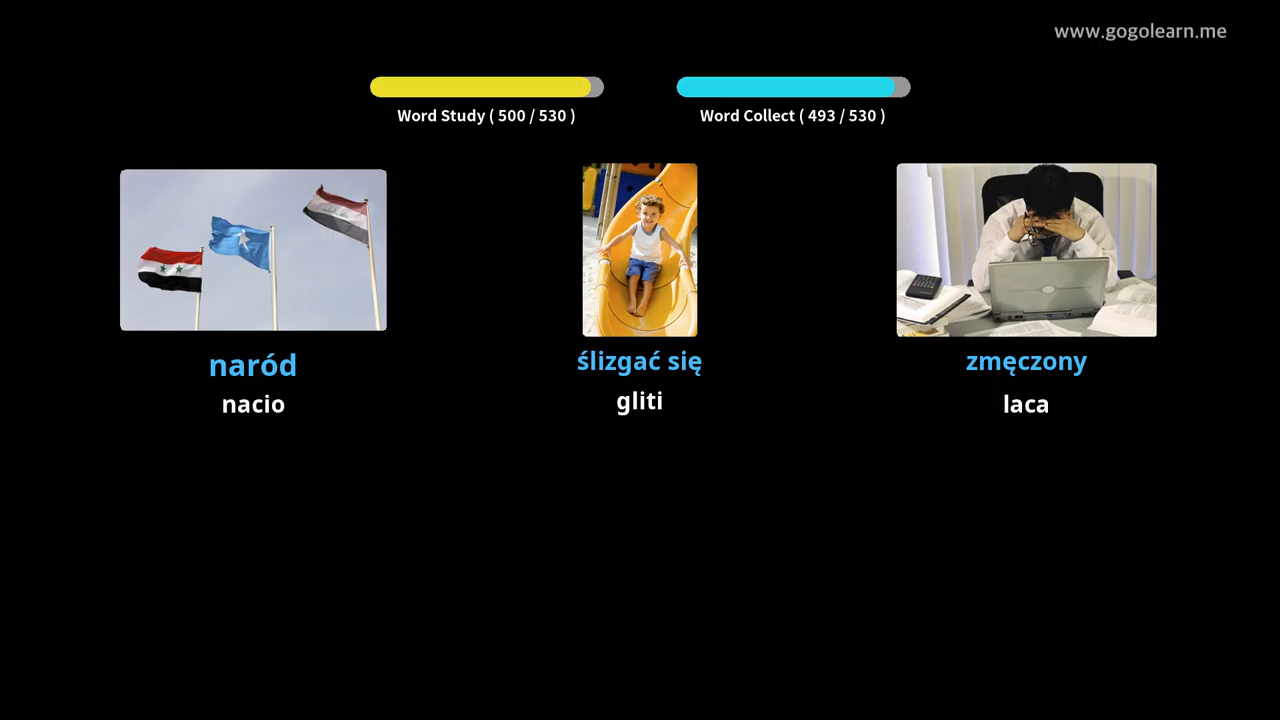 www.gogolearn.me
Word Study ( 500 / 530 )
Word Collect ( 493 / 530 )
naród
nacio
ślizgać się
gliti
zmęczony
laca